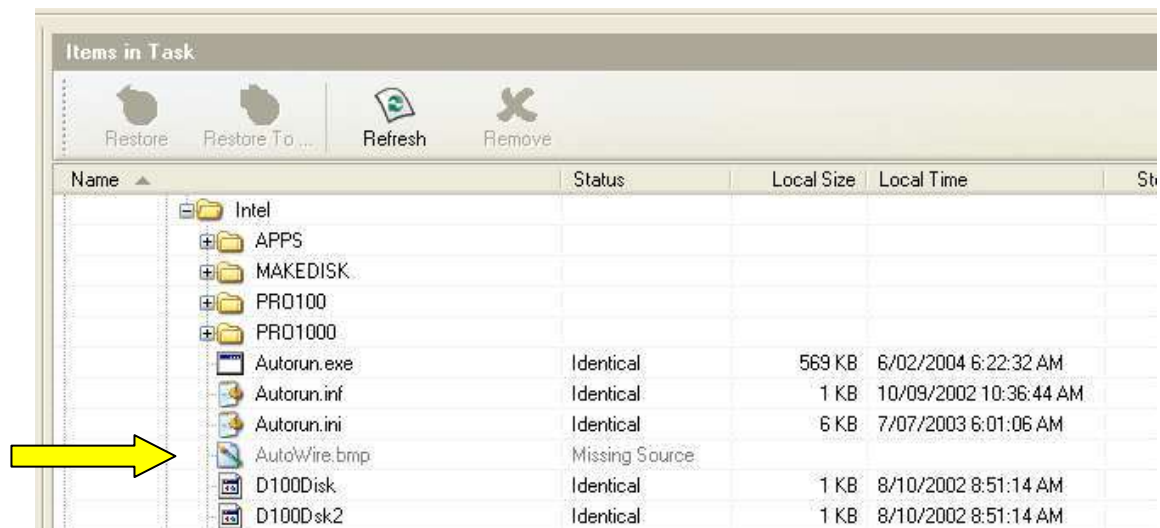 Items in Task
Restore Restore To ... Refresh Remove
Name Status Local Size Local Time
Intel
APPS
MAKEDISK
PRO100
PRO1000
Autorun.exe Identical 569 KB 6/02/2004 6:22:32 AM
Autorun.inf Identical 1 KB 10/09/2002 10:36:44 AM
Autorun.ini Identical 6 KB 7/07/2003 6:01:06 AM
AutoWire.bmp Missing Source
D100Disk Identical 1 KB 8/10/2002 8:51:14 AM
D100Dsk2 Identical 1 KB 8/10/2002 8:51:14 AM